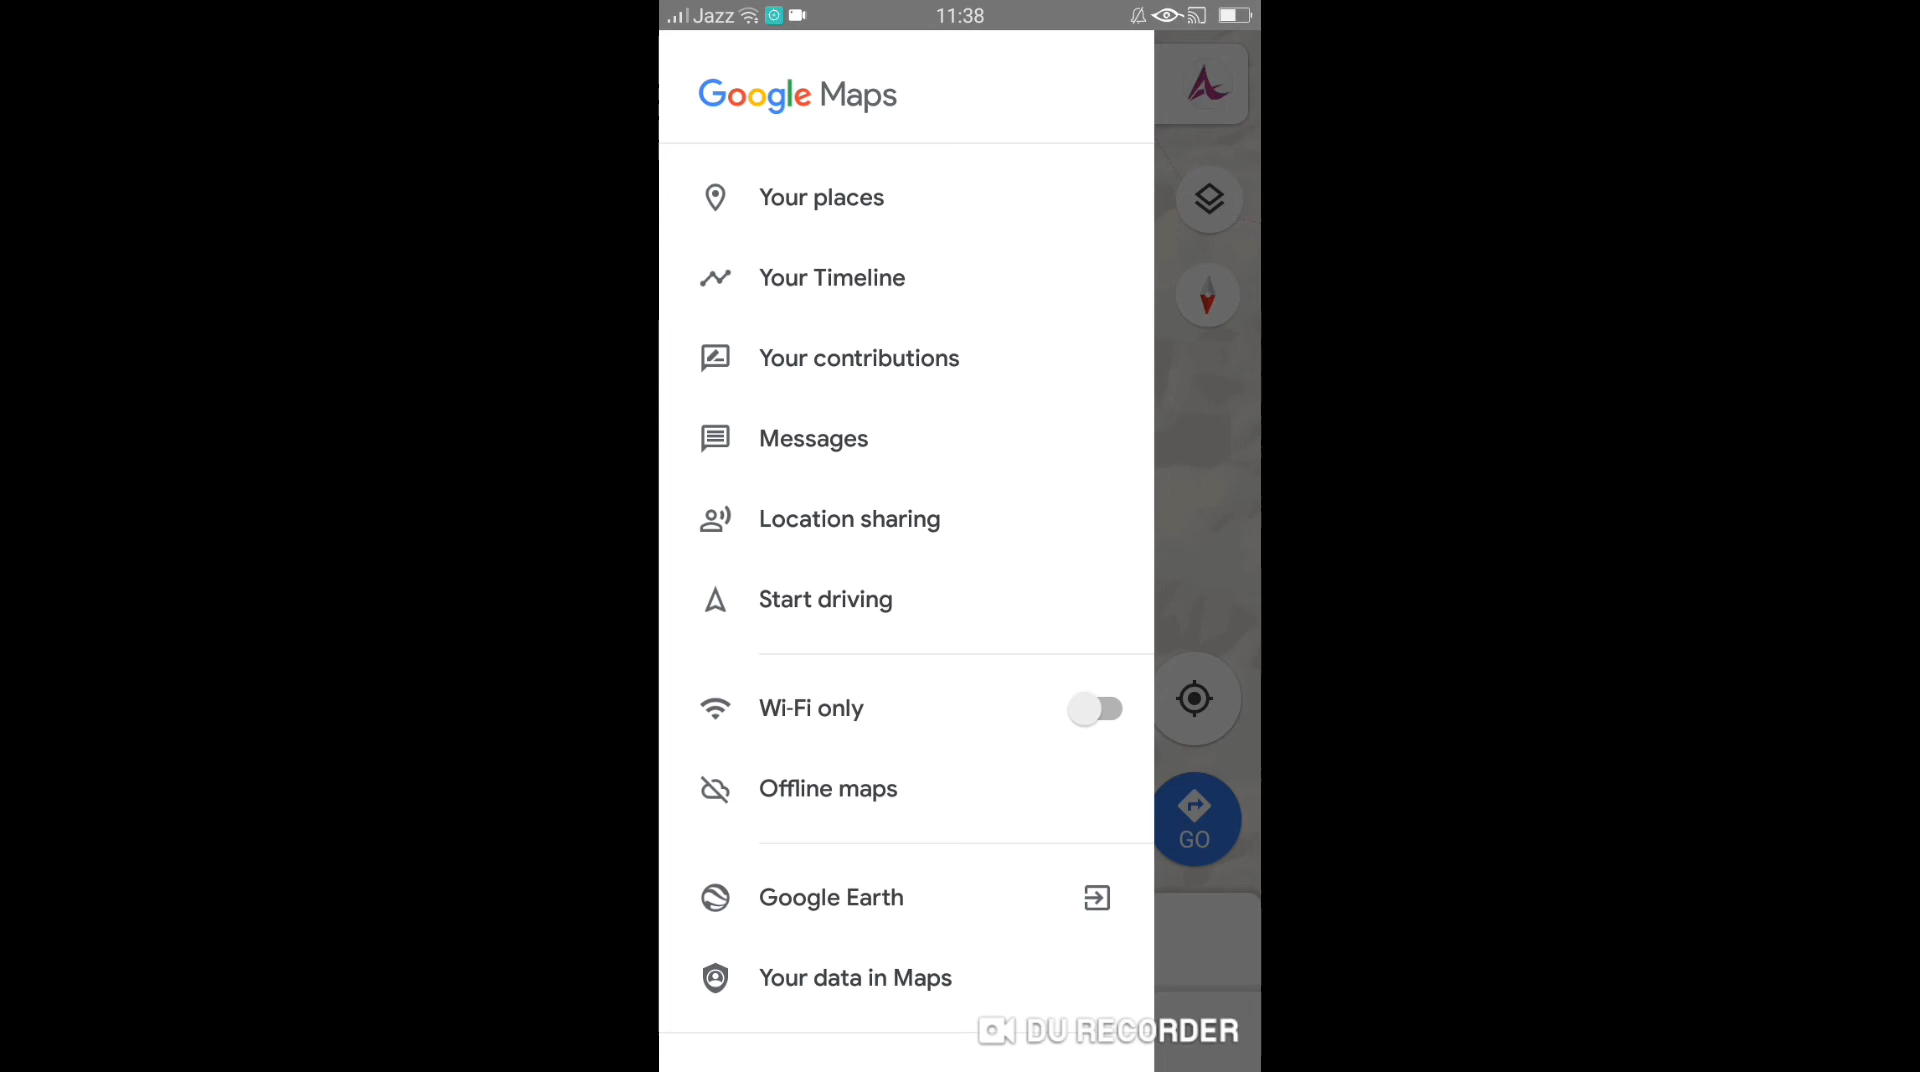 Jazz 11:38
Google Maps
Your places
Your Timeline
Your contributions
Messages
Location sharing
Start driving
Wi-Fi only
Offline maps
GO
Google Earth
Your data in Maps
DU RECORDER